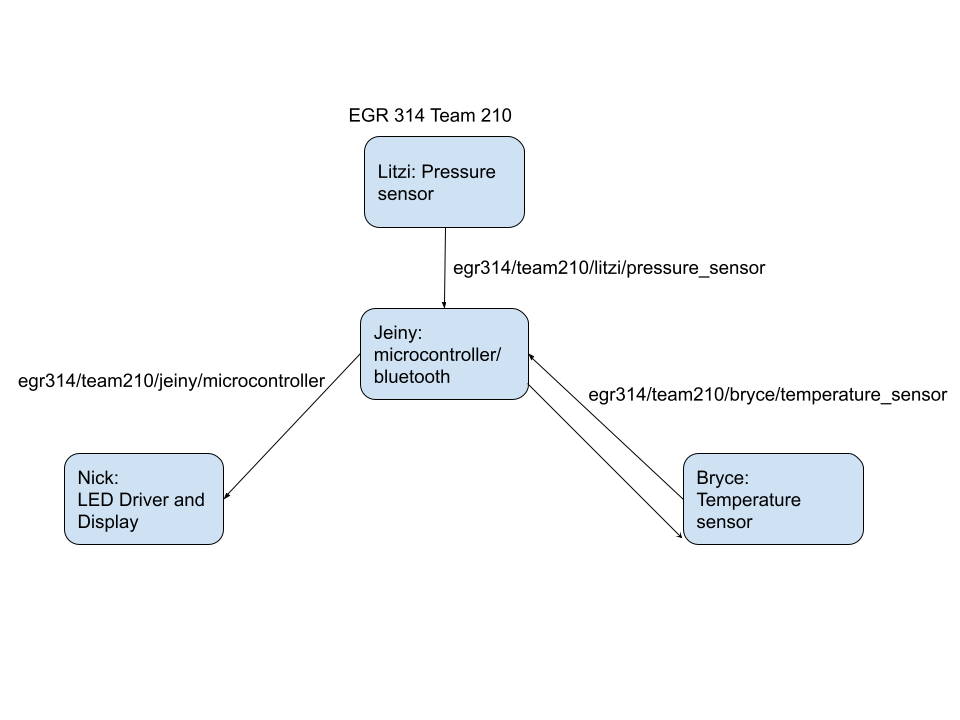 EGR 314 Team 210
Litzi: Pressure
sensor
egr314/team210/litzi/pressure_sensor
Jeiny:
microcontroller/
bluetooth
egr314/team210/jeiny/microcontroller
egr314/team210/bryce/temperature_sensor
Nick:
LED Driver and
Display
Bryce:
Temperature
sensor